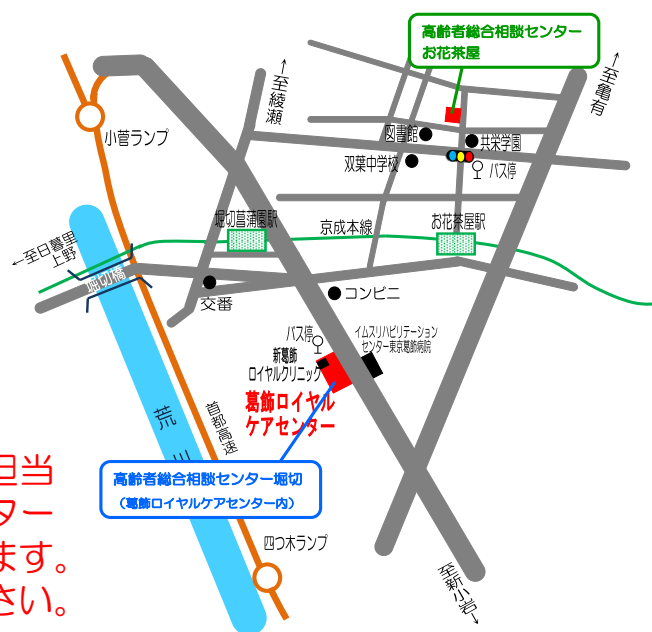 高齢者総合相談センター
お花茶屋
←至綾瀬
←至亀有
小菅ランプ
図書館
共栄学園
双葉中学校
バス停
堀切菖蒲園駅
京成本線
お花茶屋駅
←至日暮里
上野
堀切橋
交番
コンビニ
バス停
イムスリハビリテーション
センター東京葛飾病院
新葛飾
ロイヤルクリニック
葛飾ロイヤル
ケアセンター
荒
川
首都高速
高齢者総合相談センター堀切
（葛飾ロイヤルケアセンター内）
担当
ター
ます。
さい。
四つ木ランプ
至新小岩→